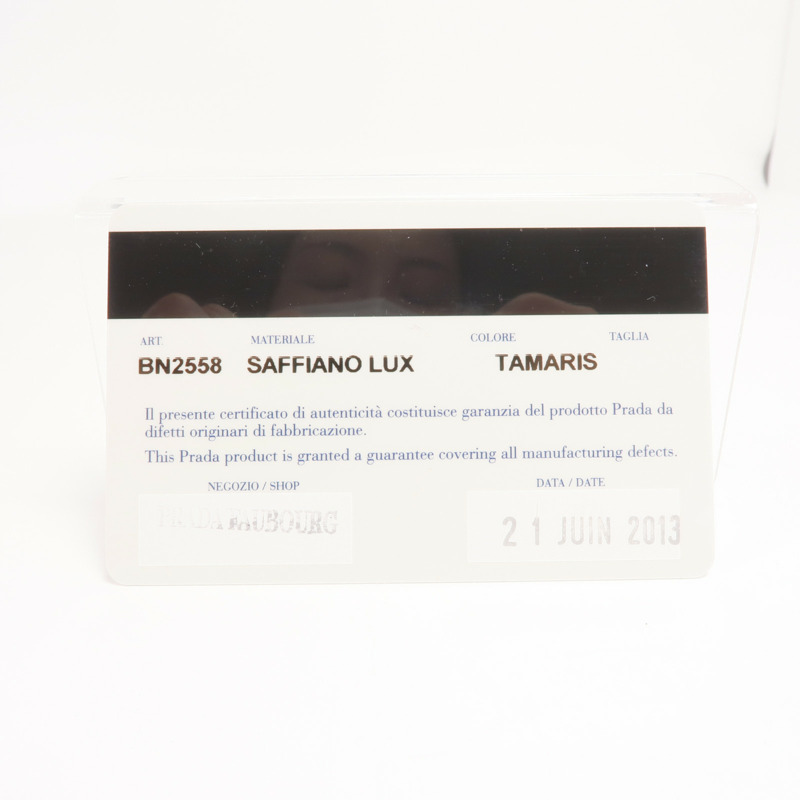 ART. MATERIALE COLORE TAGLIA
BN2558 SAFFIANO LUX TAMARIS
Il presente certificato di autenticità costituisce garanzia del prodotto Prada da
difetti originari di fabbricazione.
This Prada product is granted a guarantee covering all manufacturing defects.
NEGOZIO / SHOP DATA / DATE
PRADA FAUBOURG 21 JUIN 2013